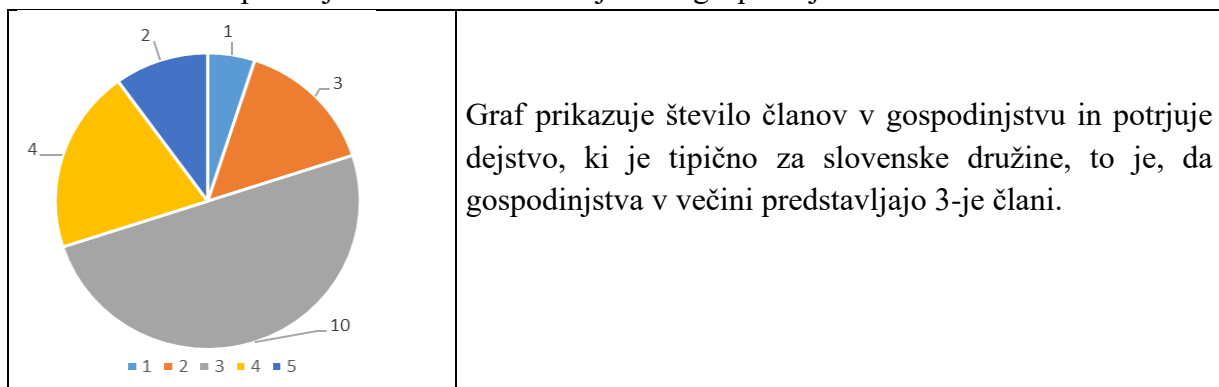 2
1
3
4
10
1 2 3 4 5
Graf prikazuje število članov v gospodinjstvu in potrjuje
dejstvo, ki je tipično za slovenske družine, to je, da
gospodinjstva v večini predstavljajo 3-je člani.